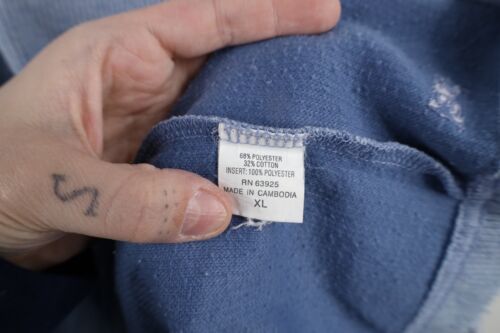 68% POLYESTER
32% COTTON
INSERT: 100% POLYESTER
RN 63925
MADE IN CAMBODIA
XL